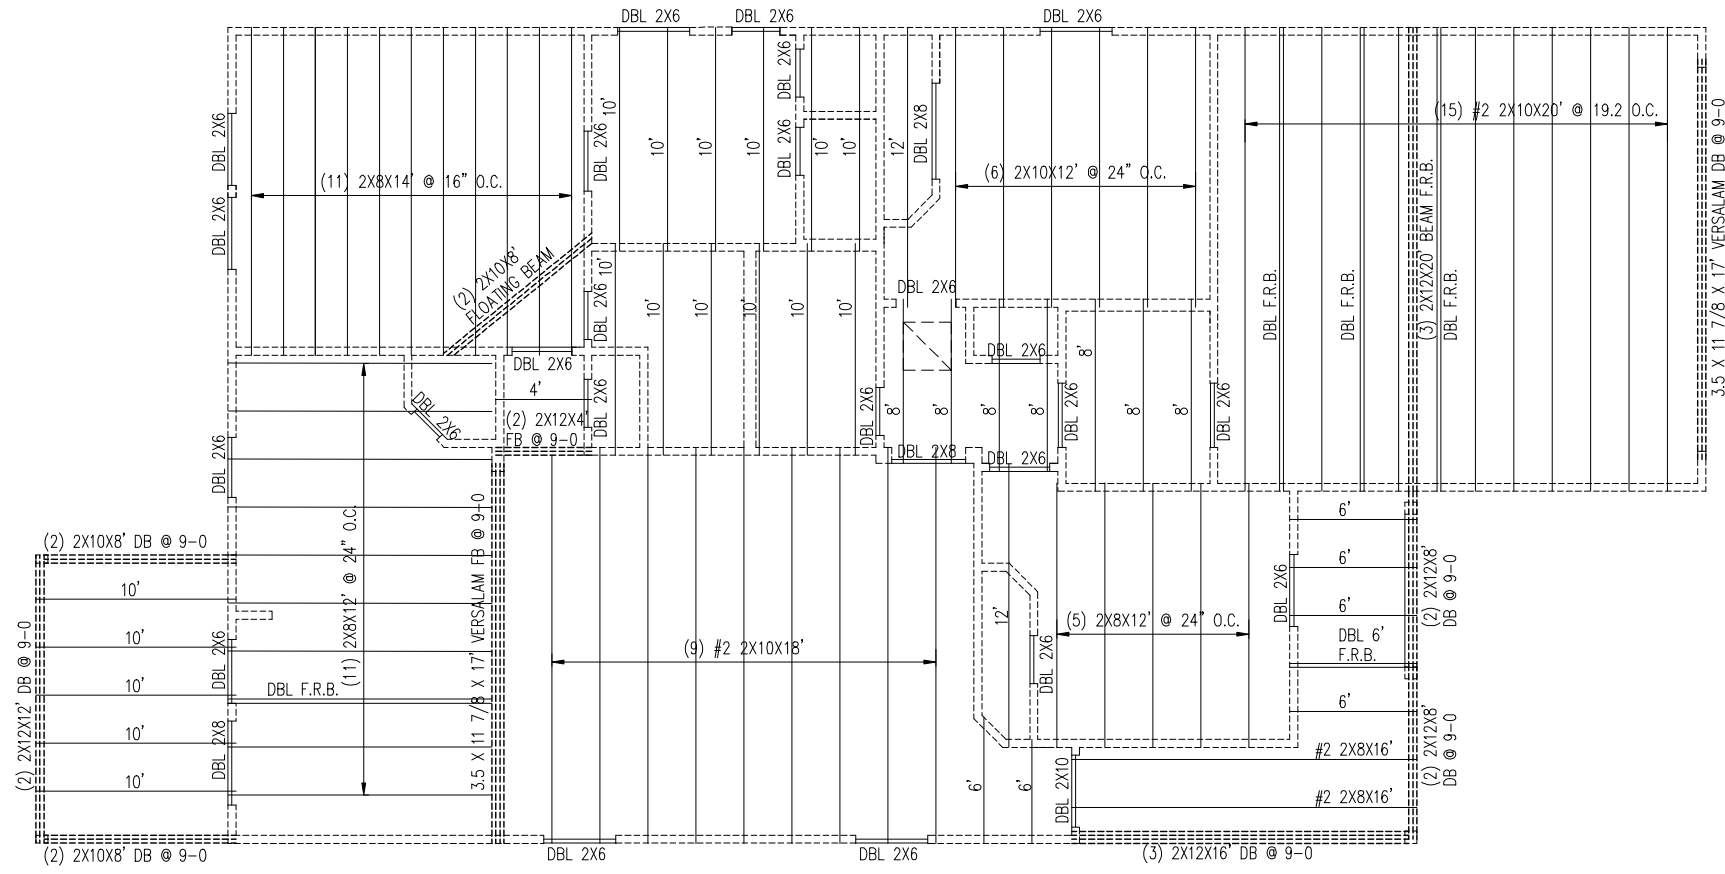 DBL 2X6
DBL 2X6
DBL 2X6
DBL 2X6
DBL 2X6
DBL 2X6
DBL 2X6
DBL 2X6
DBL 2X6
DBL 2X8
(11) 2X8X14' @ 16" O.C.
10'
10'
10'
10'
10'
10'
12'
(6) 2X10X12' @ 24" O.C.
(15) #2 2X10X20' @ 19.2 O.C.
(3) 2X12X20' BEAM F.R.B.
3.5 X 11 7/8 X 17' VERSALAM DB @ 9-0
(2) 2X10X8'
FLOATING BEAM
10'
DBL 2X6
10'
10'
10'
10'
10'
DBL 2X6
DBL F.R.B.
DBL F.R.B.
DBL F.R.B.
DBL 2X6
4'
DBL 2X6
(2) 2X12X4'
FB @ 9-0
DBL 2X6
DBL 2X6
DBL 2X6
8'
8'
8'
8'
DBL 2X6
DBL 2X6
8'
8'
8'
DBL 2X6
DBL 2X8
DBL 2X6
DBL 2X6
(2) 2X10X8' DB @ 9-0
(2) 2X12X12' DB @ 9-0
10'
10'
10'
10'
10'
(2) 2X10X8' DB @ 9-0
DBL 2X6
DBL 2X8
DBL F.R.B.
(11) 2X8X12' @ 24" O.C.
3.5 X 11 7/8 X 17' VERSALAM FB @ 9-0
(9) #2 2X10X18'
12'
DBL 2X6
(5) 2X8X12' @ 24" O.C.
DBL 2X6
6'
6'
6'
DBL 6'
F.R.B.
6'
#2 2X8X16'
#2 2X8X16'
(2) 2X12X8'
DB @ 9-0
(2) 2X12X8'
DB @ 9-0
6'
6'
DBL 2X10
DBL 2X6
DBL 2X6
(3) 2X12X16' DB @ 9-0